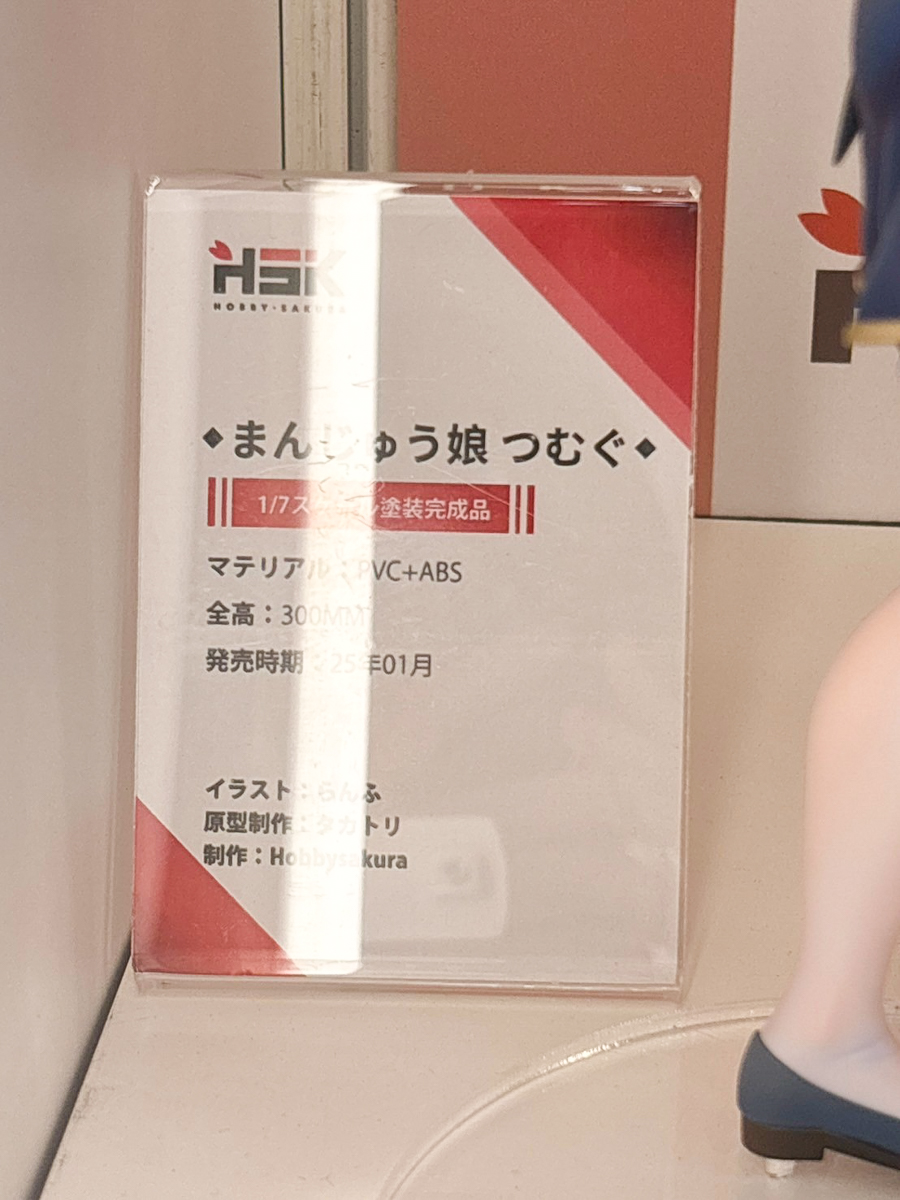 HSK
HOBBY・SAKURA
◆まんじゅう娘 つむぐ◆
1/7スケール塗装完成品
マテリアル：PVC+ABS
全高：300MM
発売時期：25年01月
イラスト：らんふ
原型制作：タカトリ
制作：Hobbysakura